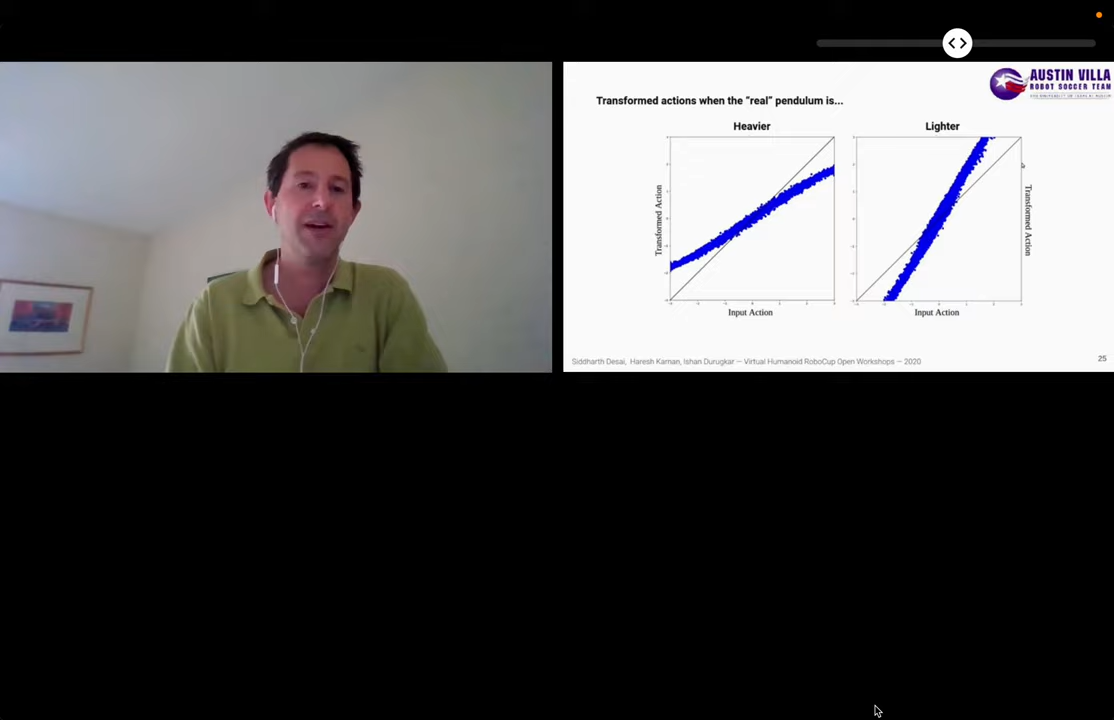 AUSTIN VILLA
ROBOT SOCCER TEAM
Transformed actions when the “real” pendulum is...
Heavier
Lighter
Transformed Action
Transformed Action
Input Action
Input Action
Siddharth Desai, Haresh Karnan, Ishan Durugkar — Virtual Humanoid RoboCup Open Workshops — 2020
25